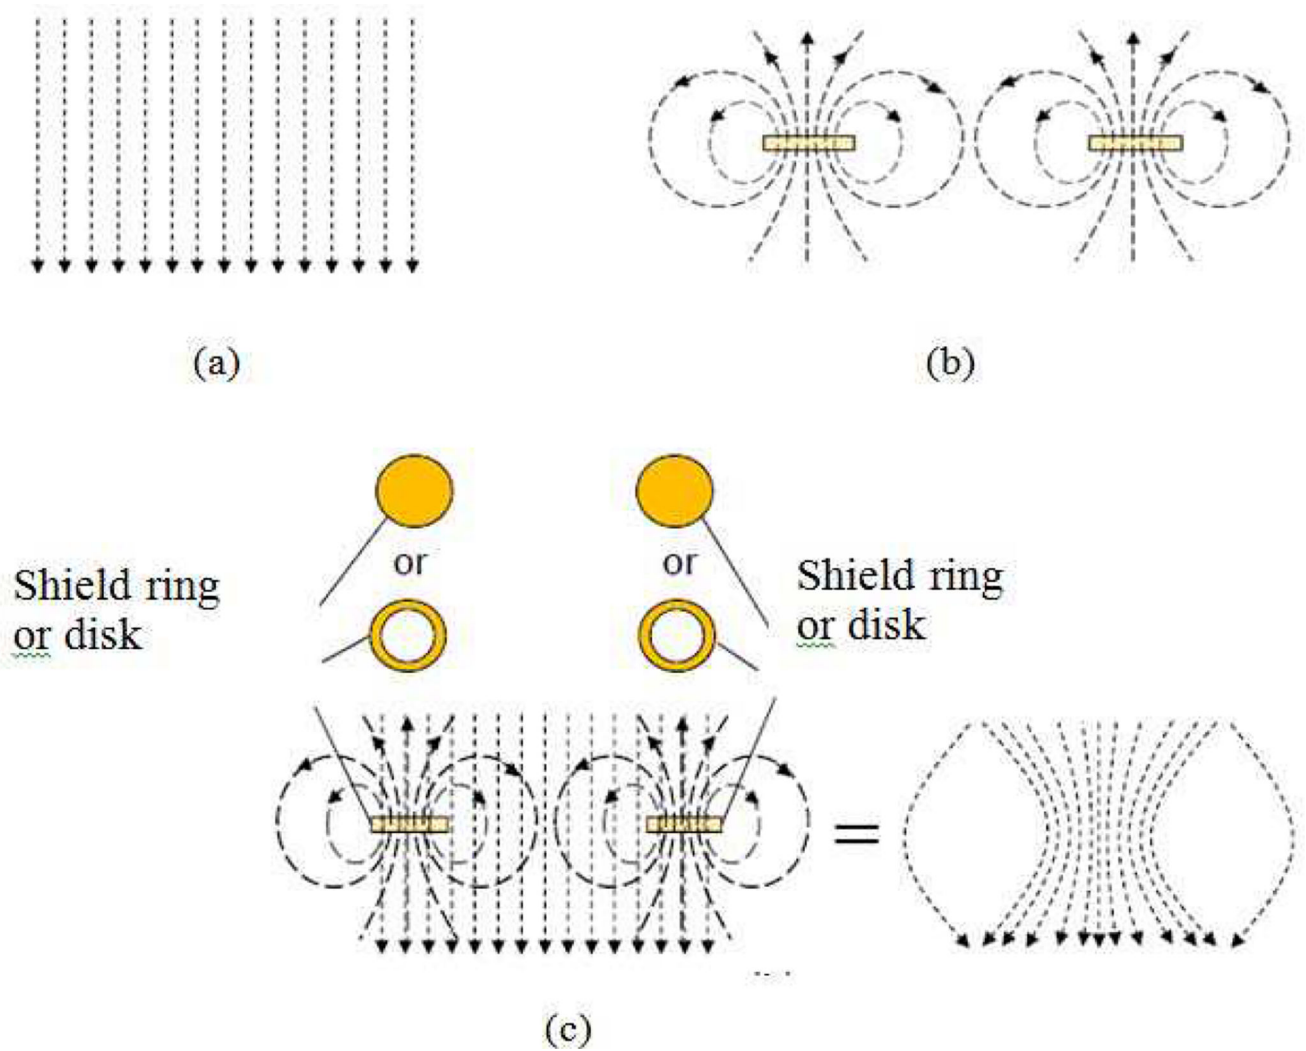 (a)
(b)
or
or
Shield ring
or disk
Shield ring
or disk
=
(c)